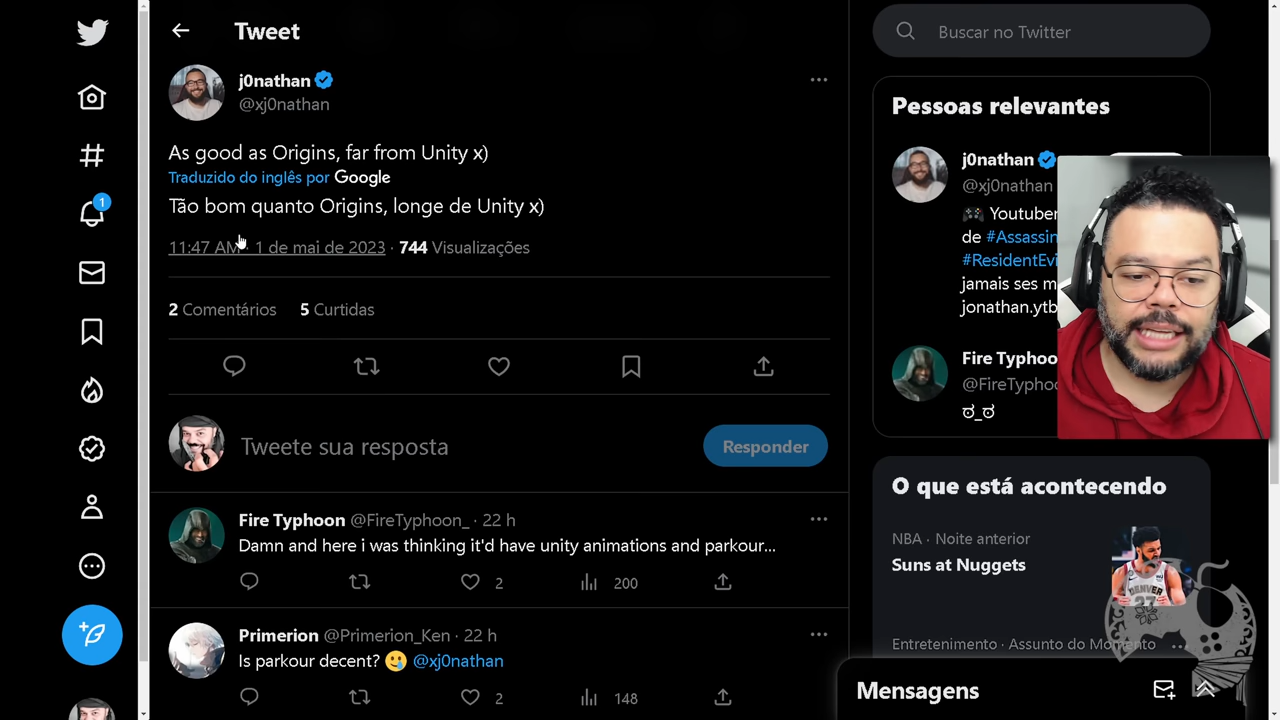 Tweet
j0nathan
@xj0nathan
As good as Origins, far from Unity x)
Traduzido do inglês por Google
Tão bom quanto Origins, longe de Unity x)
11:47 AM · 1 de mai de 2023 · 744 Visualizações
2 Comentários 5 Curtidas
Tweete sua resposta
Responder
Fire Typhoon @FireTyphoon_ · 22 h
Damn and here i was thinking it'd have unity animations and parkour...
2 200
Primerion @Primerion_Ken · 22 h
Is parkour decent? 🥲 @xj0nathan
2 148
1
Buscar no Twitter
Pessoas relevantes
j0nathan
@xj0nathan
🎮 Youtuber
de #Assassin
#ResidentEvi
jamais ses m
jonathan.ytb
Fire Typhoo
@FireTypho
ಠ_ಠ
O que está acontecendo
NBA · Noite anterior
Suns at Nuggets
Entretenimento · Assunto do Momento
Mensagens